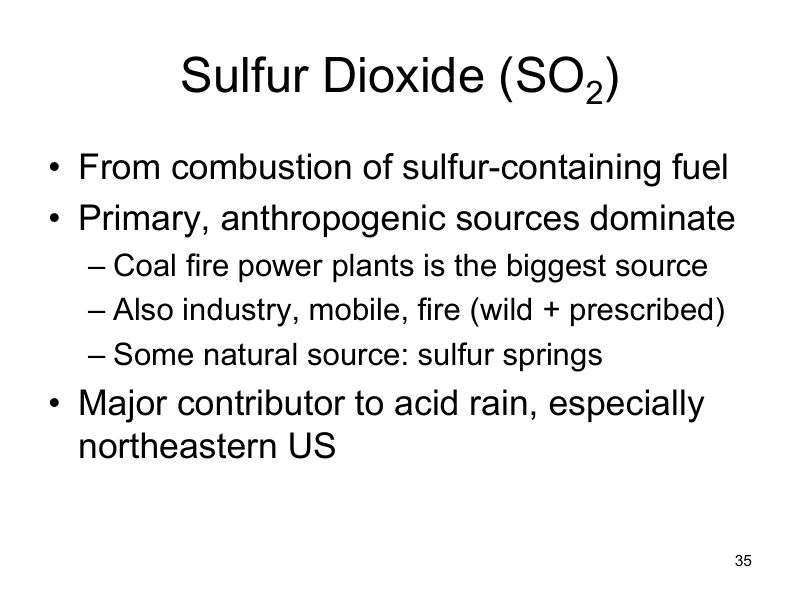 Sulfur Dioxide (SO₂)
• From combustion of sulfur-containing fuel
• Primary, anthropogenic sources dominate
– Coal fire power plants is the biggest source
– Also industry, mobile, fire (wild + prescribed)
– Some natural source: sulfur springs
• Major contributor to acid rain, especially
northeastern US
35